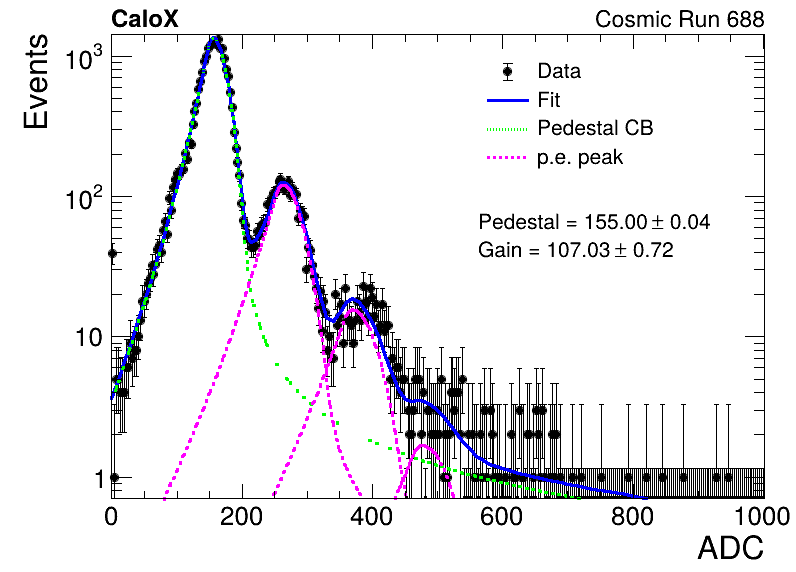 CaloX Cosmic Run 688
Events
10³
10²
10
1
Data
Fit
Pedestal CB
p.e. peak
Pedestal = 155.00 ± 0.04
Gain = 107.03 ± 0.72
0 200 400 600 800 1000
ADC